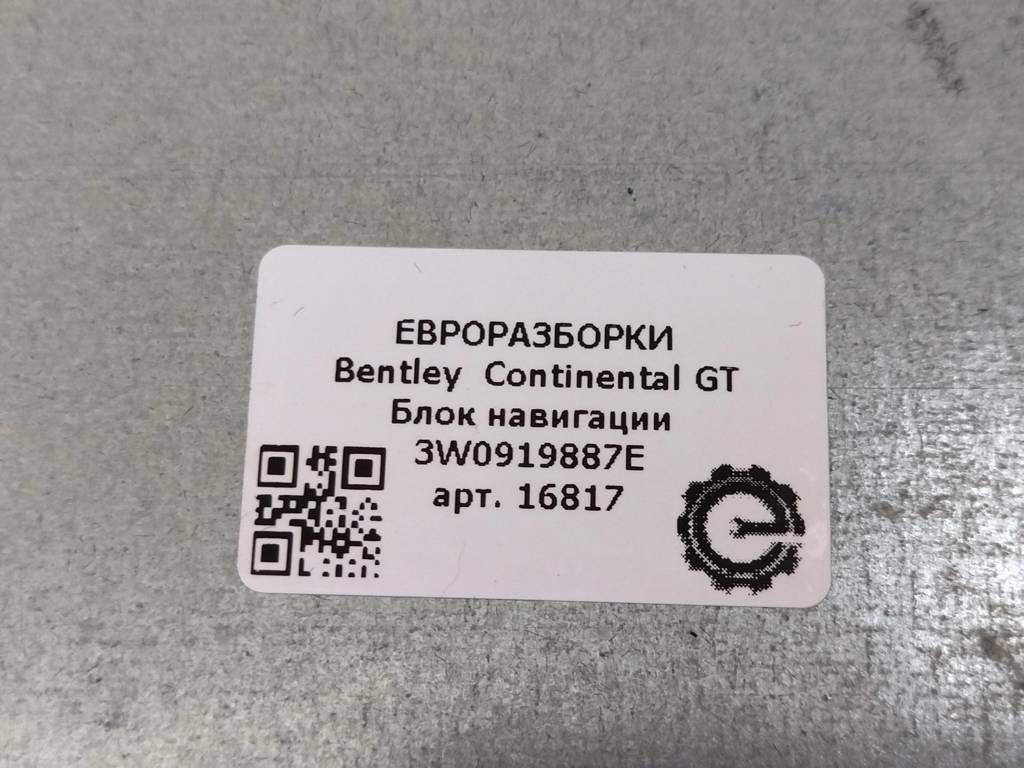 ЕВРОРАЗБОРКИ
Bentley Continental GT
Блок навигации
3W0919887E
арт. 16817